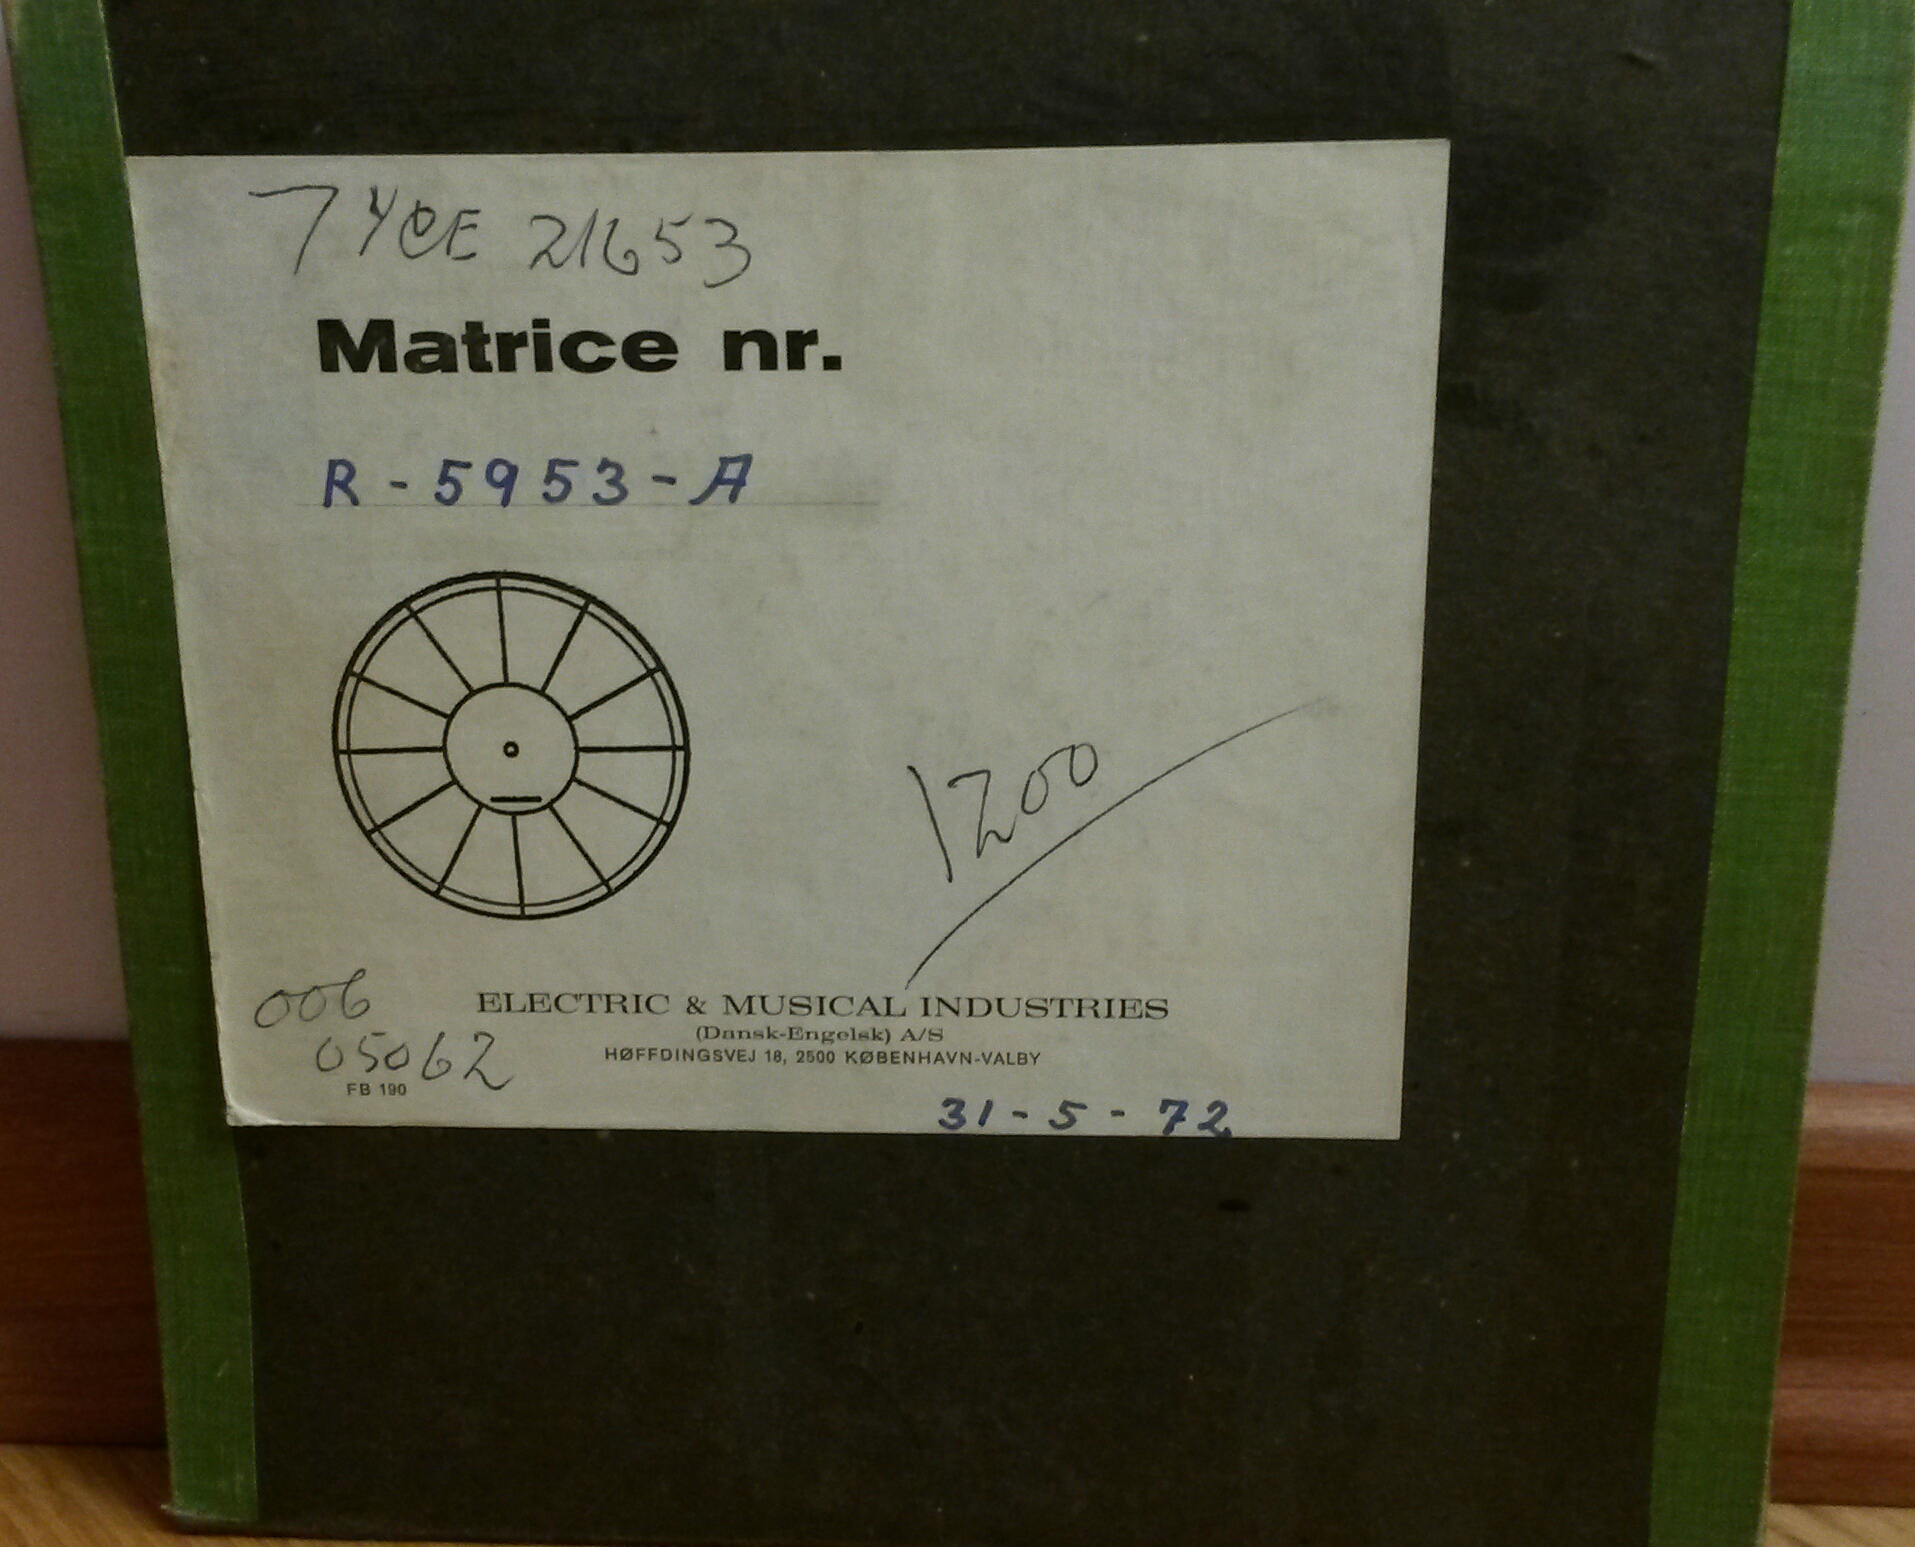 7YCE 21653
Matrice nr.
R-5953-A
1200
006
ELECTRIC & MUSICAL INDUSTRIES
(Dansk-Engelsk) A/S
05062
HØFFDINGSVEJ 18, 2500 KØBENHAVN-VALBY
FB 190
31-5-72